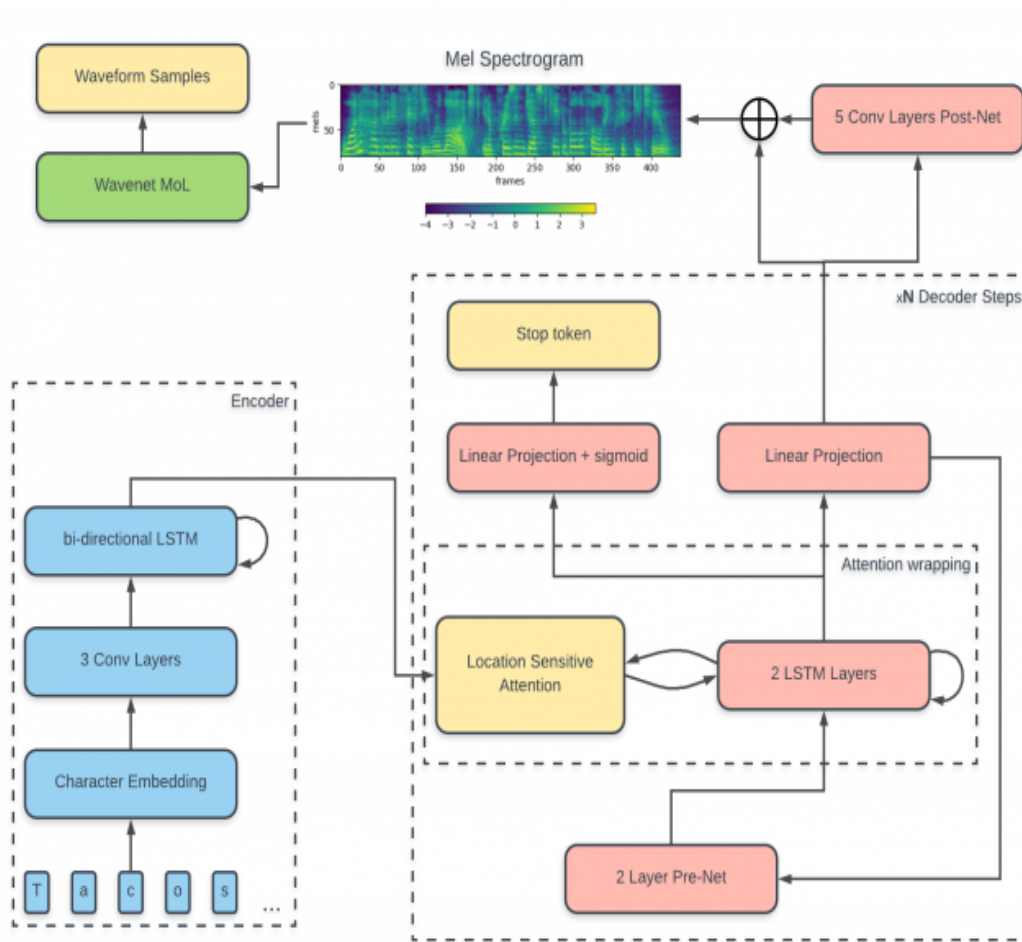 Mel Spectrogram
Waveform Samples
5 Conv Layers Post-Net
mels
0
50
0 50 100 150 200 250 300 350 400
frames
Wavenet MoL
-4 -3 -2 -1 0 1 2 3
xN Decoder Steps
Stop token
Encoder
Linear Projection + sigmoid
Linear Projection
bi-directional LSTM
Attention wrapping
3 Conv Layers
Location Sensitive
Attention
2 LSTM Layers
Character Embedding
2 Layer Pre-Net
T a c o s ...